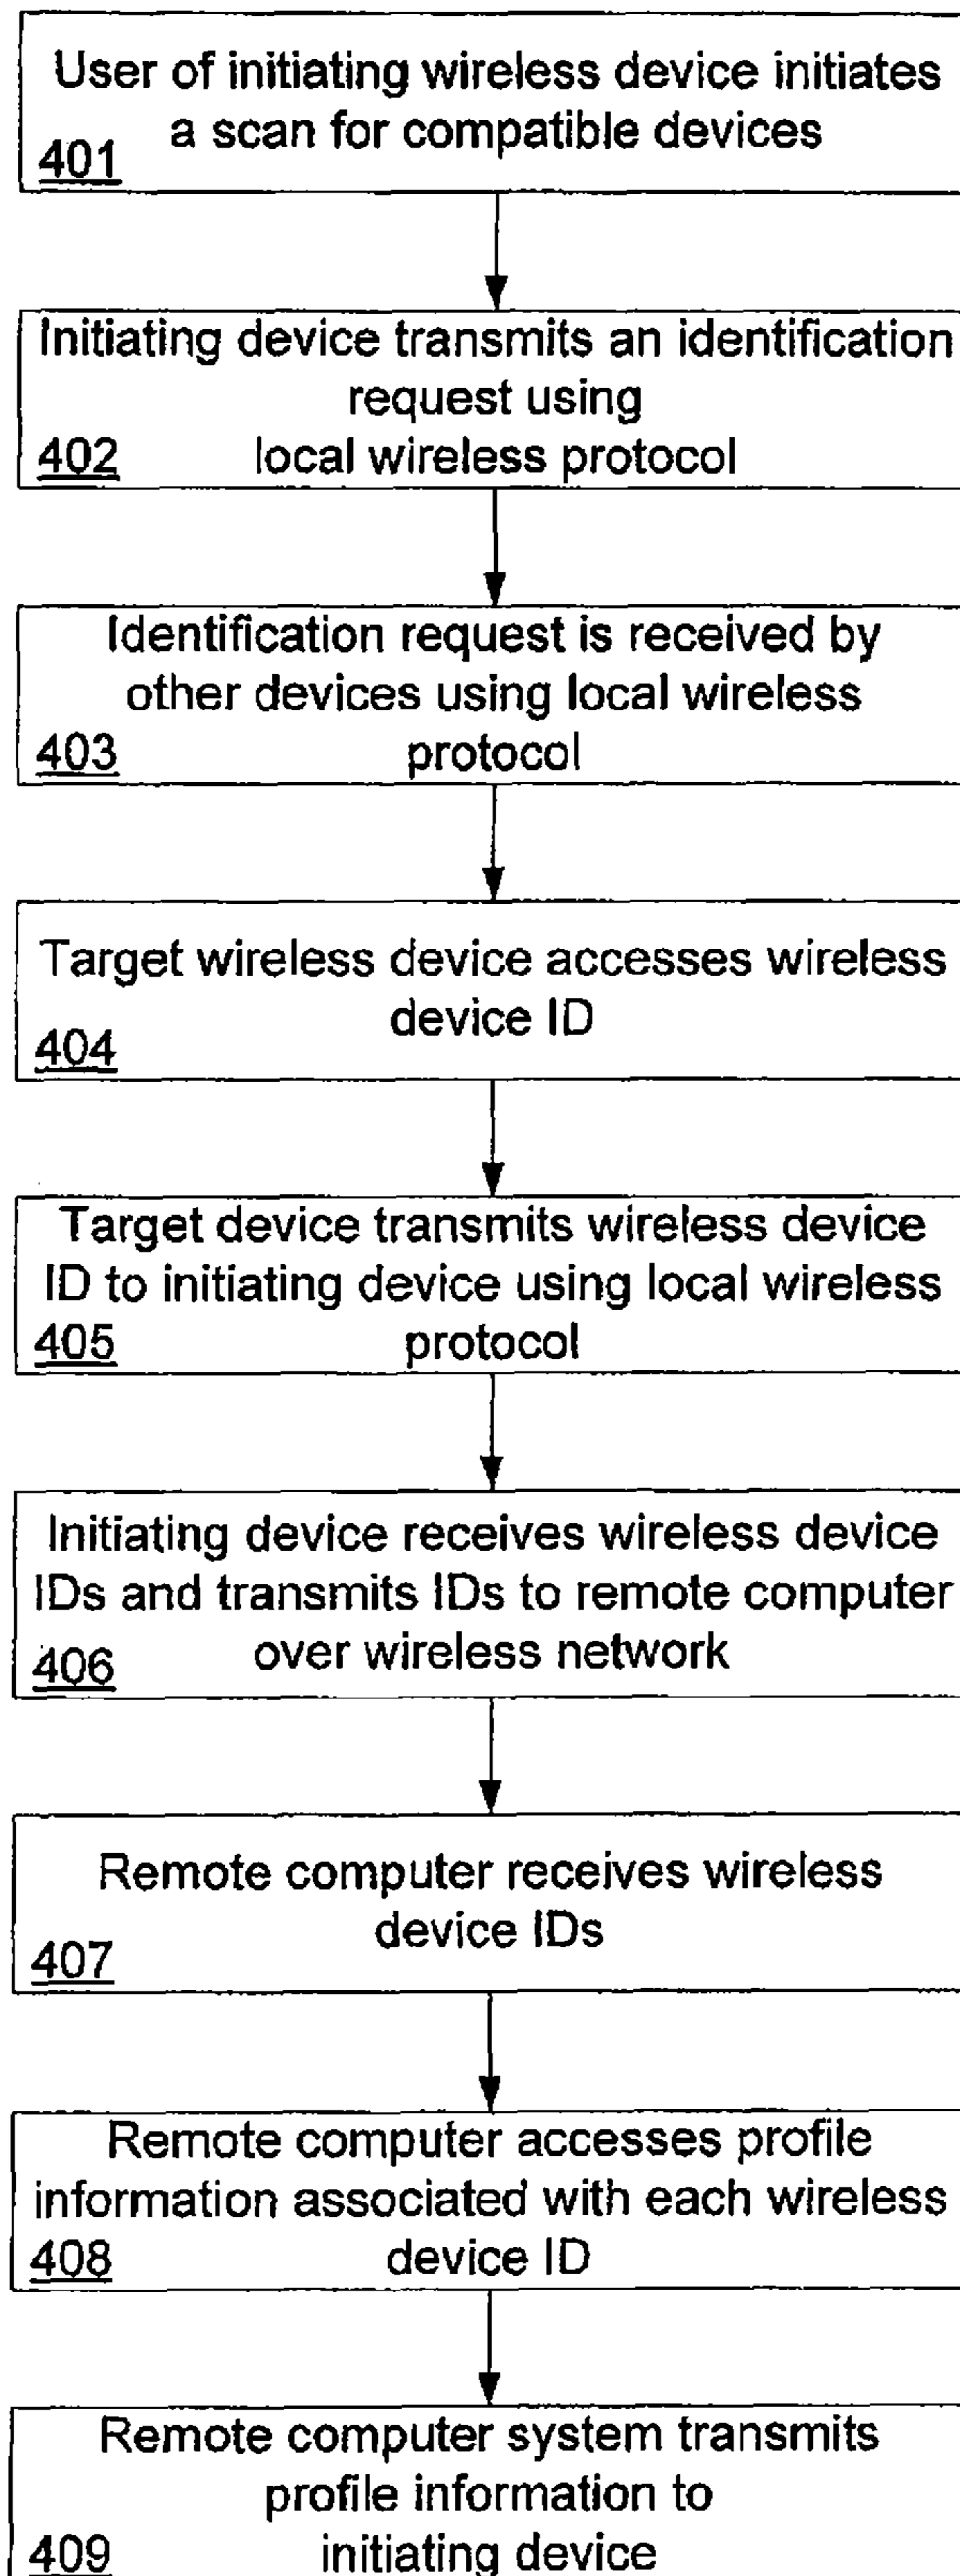 User of initiating wireless device initiates
a scan for compatible devices
401
Initiating device transmits an identification
request using
402 local wireless protocol
Identification request is received by
other devices using local wireless
403 protocol
Target wireless device accesses wireless
device ID
404
Target device transmits wireless device
ID to initiating device using local wireless
405 protocol
Initiating device receives wireless device
IDs and transmits IDs to remote computer
406 over wireless network
Remote computer receives wireless
device IDs
407
Remote computer accesses profile
information associated with each wireless
408 device ID
Remote computer system transmits
profile information to
409 initiating device